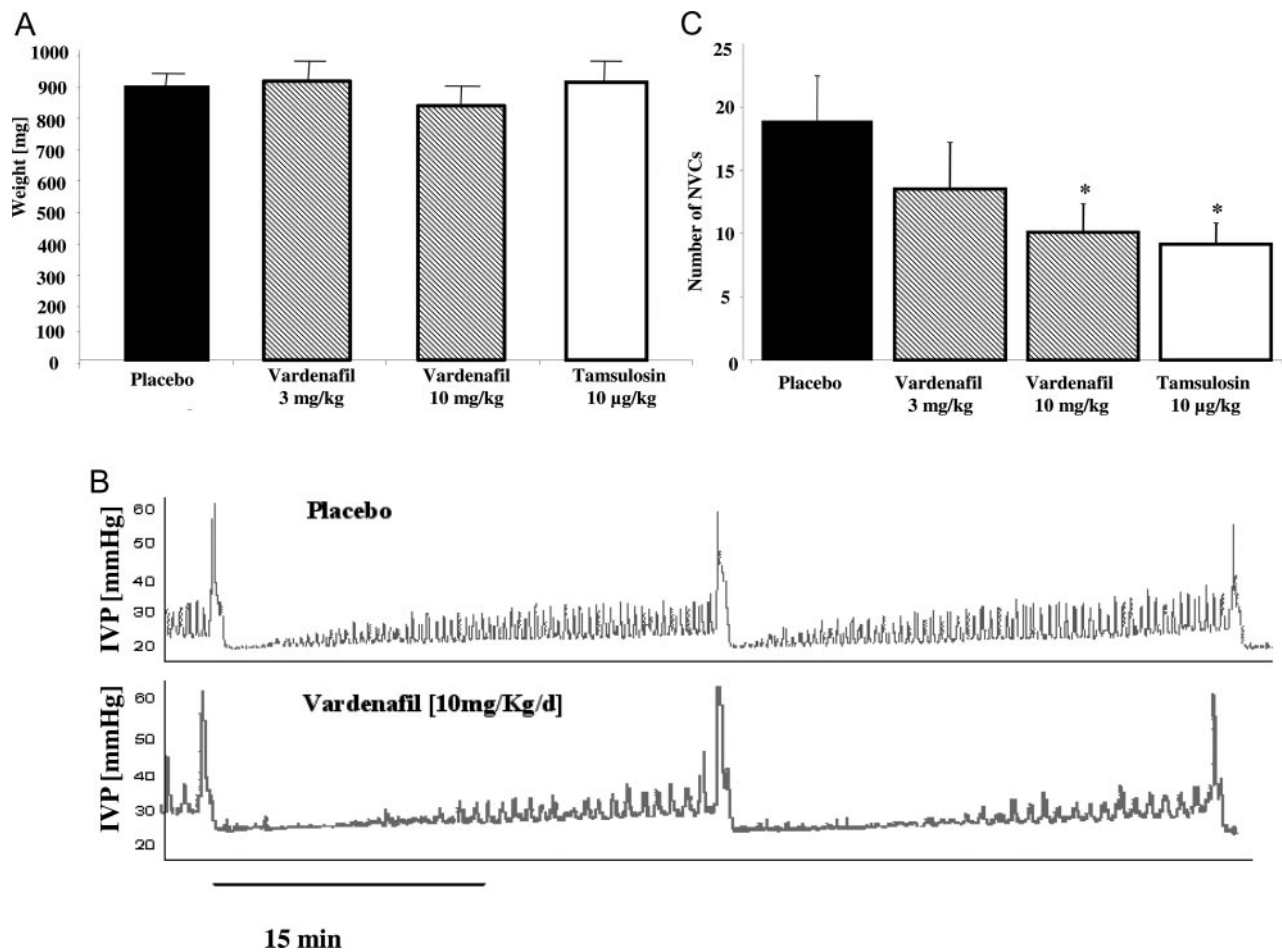 A
Weight [mg]
1000
900
800
700
600
500
400
300
200
100
0
Placebo
Vardenafil
3 mg/kg
Vardenafil
10 mg/kg
Tamsulosin
10 µg/kg
C
Number of NVCs
25
20
15
10
5
0
*
*
Placebo
Vardenafil
3 mg/kg
Vardenafil
10 mg/kg
Tamsulosin
10 µg/kg
B
IVP [mmHg]
60
50
40
30
20
Placebo
IVP [mmHg]
60
50
40
30
20
Vardenafil [10mg/Kg/d]
15 min